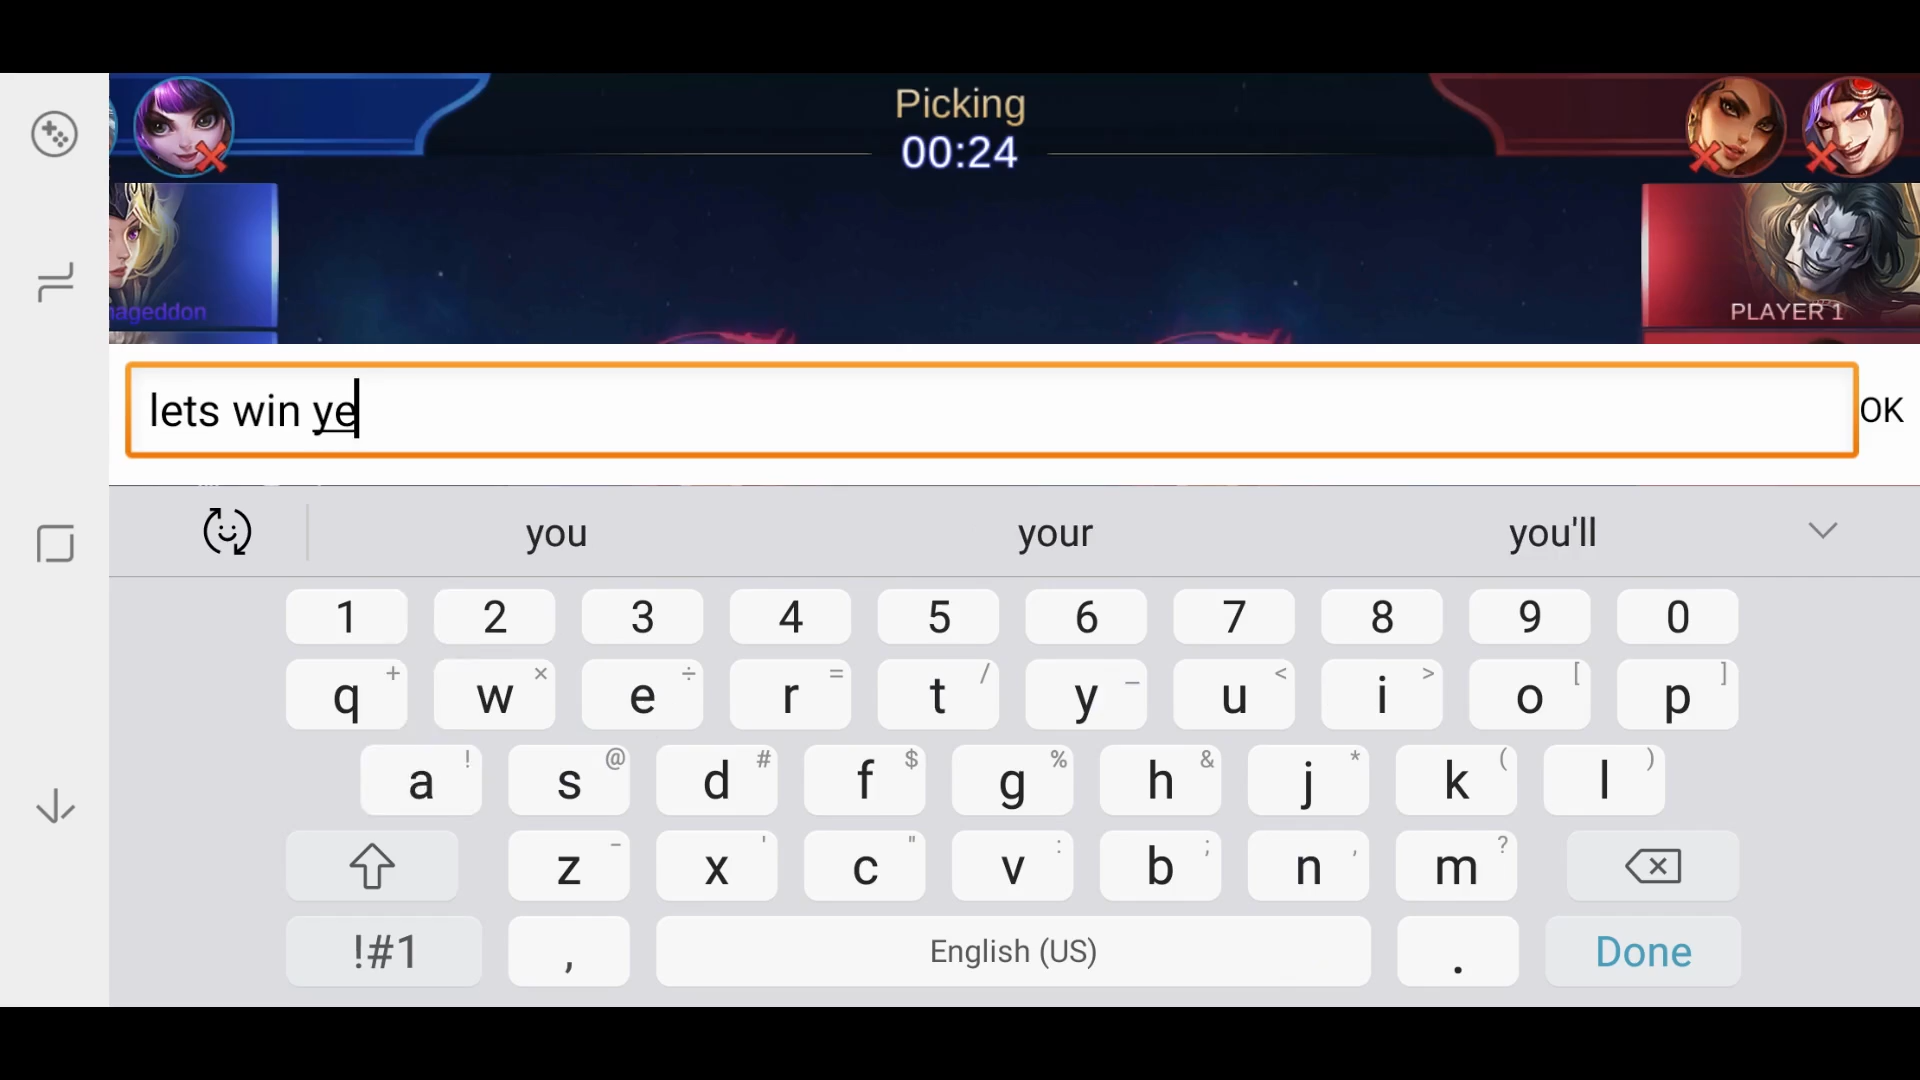 Picking
00:24
ageddon
PLAYER 1
lets win ye
OK
you your you'll
1 2 3 4 5 6 7 8 9 0
q + w × e ÷ r = t / y _ u < i > o [ p ]
a ! s @ d # f $ g % h & j * k ( l )
z - x ' c " v : b ; n , m ?
!#1 , English (US) . Done